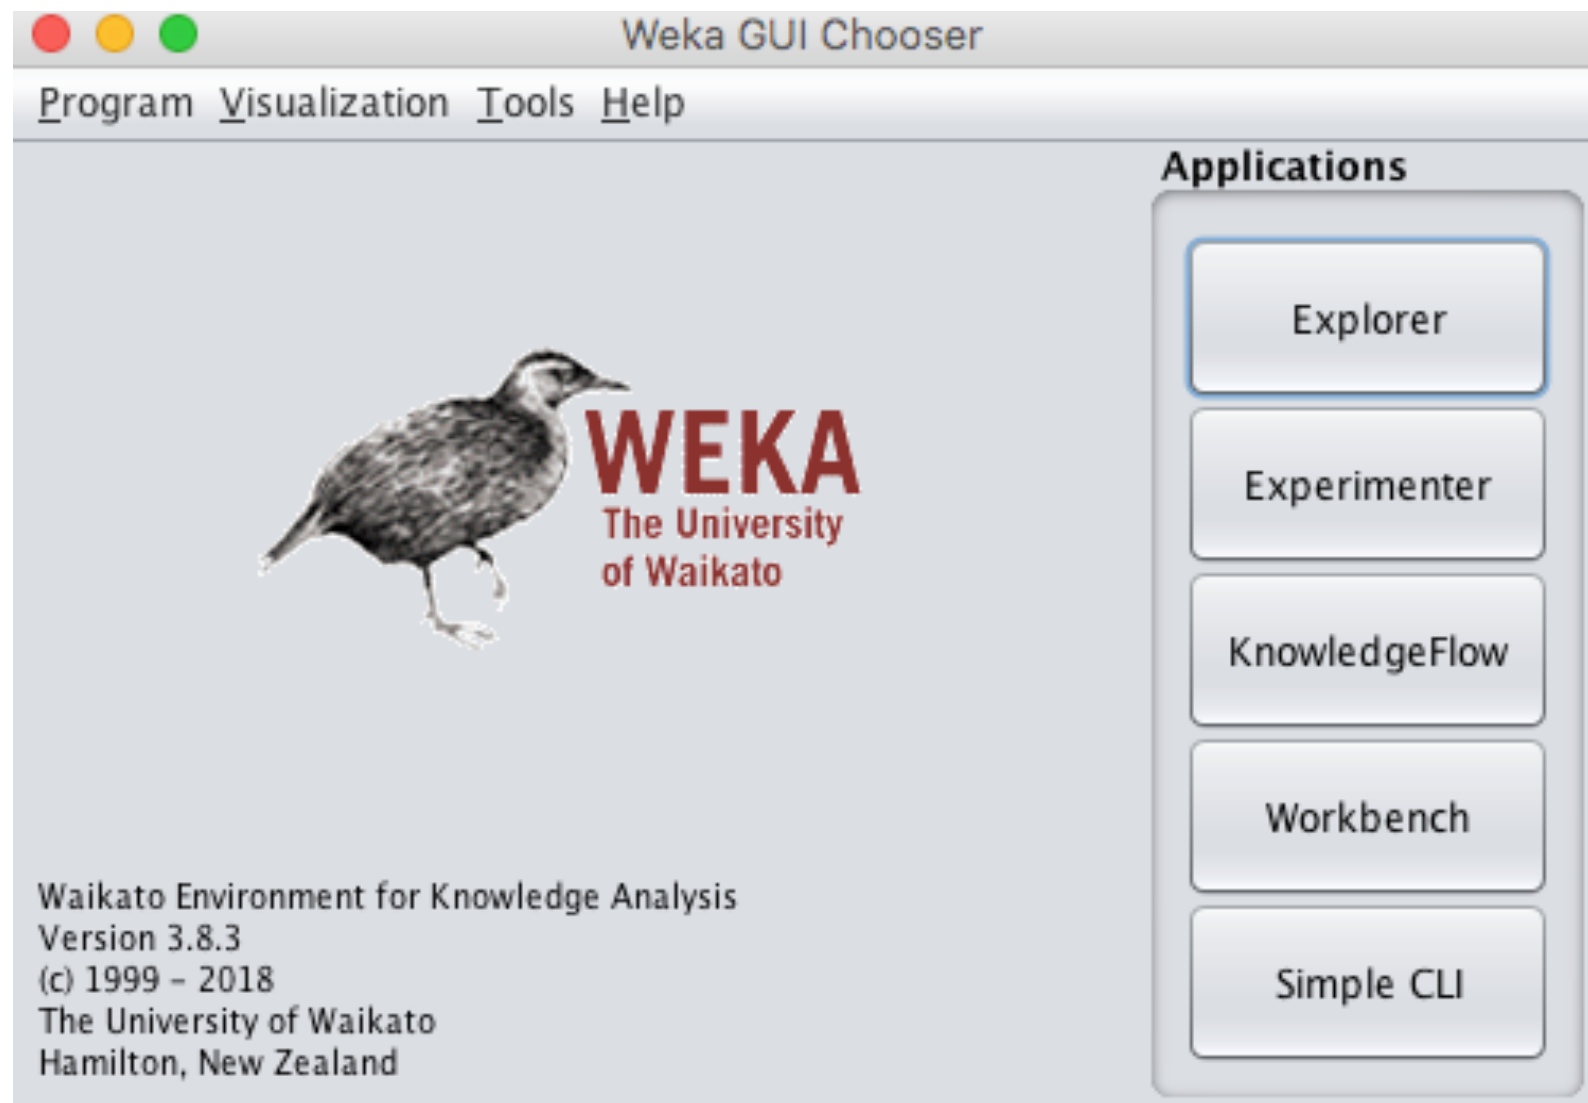 Weka GUI Chooser
Program Visualization Tools Help
Applications
Explorer
Experimenter
KnowledgeFlow
Workbench
Simple CLI
WEKA
The University
of Waikato
Waikato Environment for Knowledge Analysis
Version 3.8.3
(c) 1999 – 2018
The University of Waikato
Hamilton, New Zealand